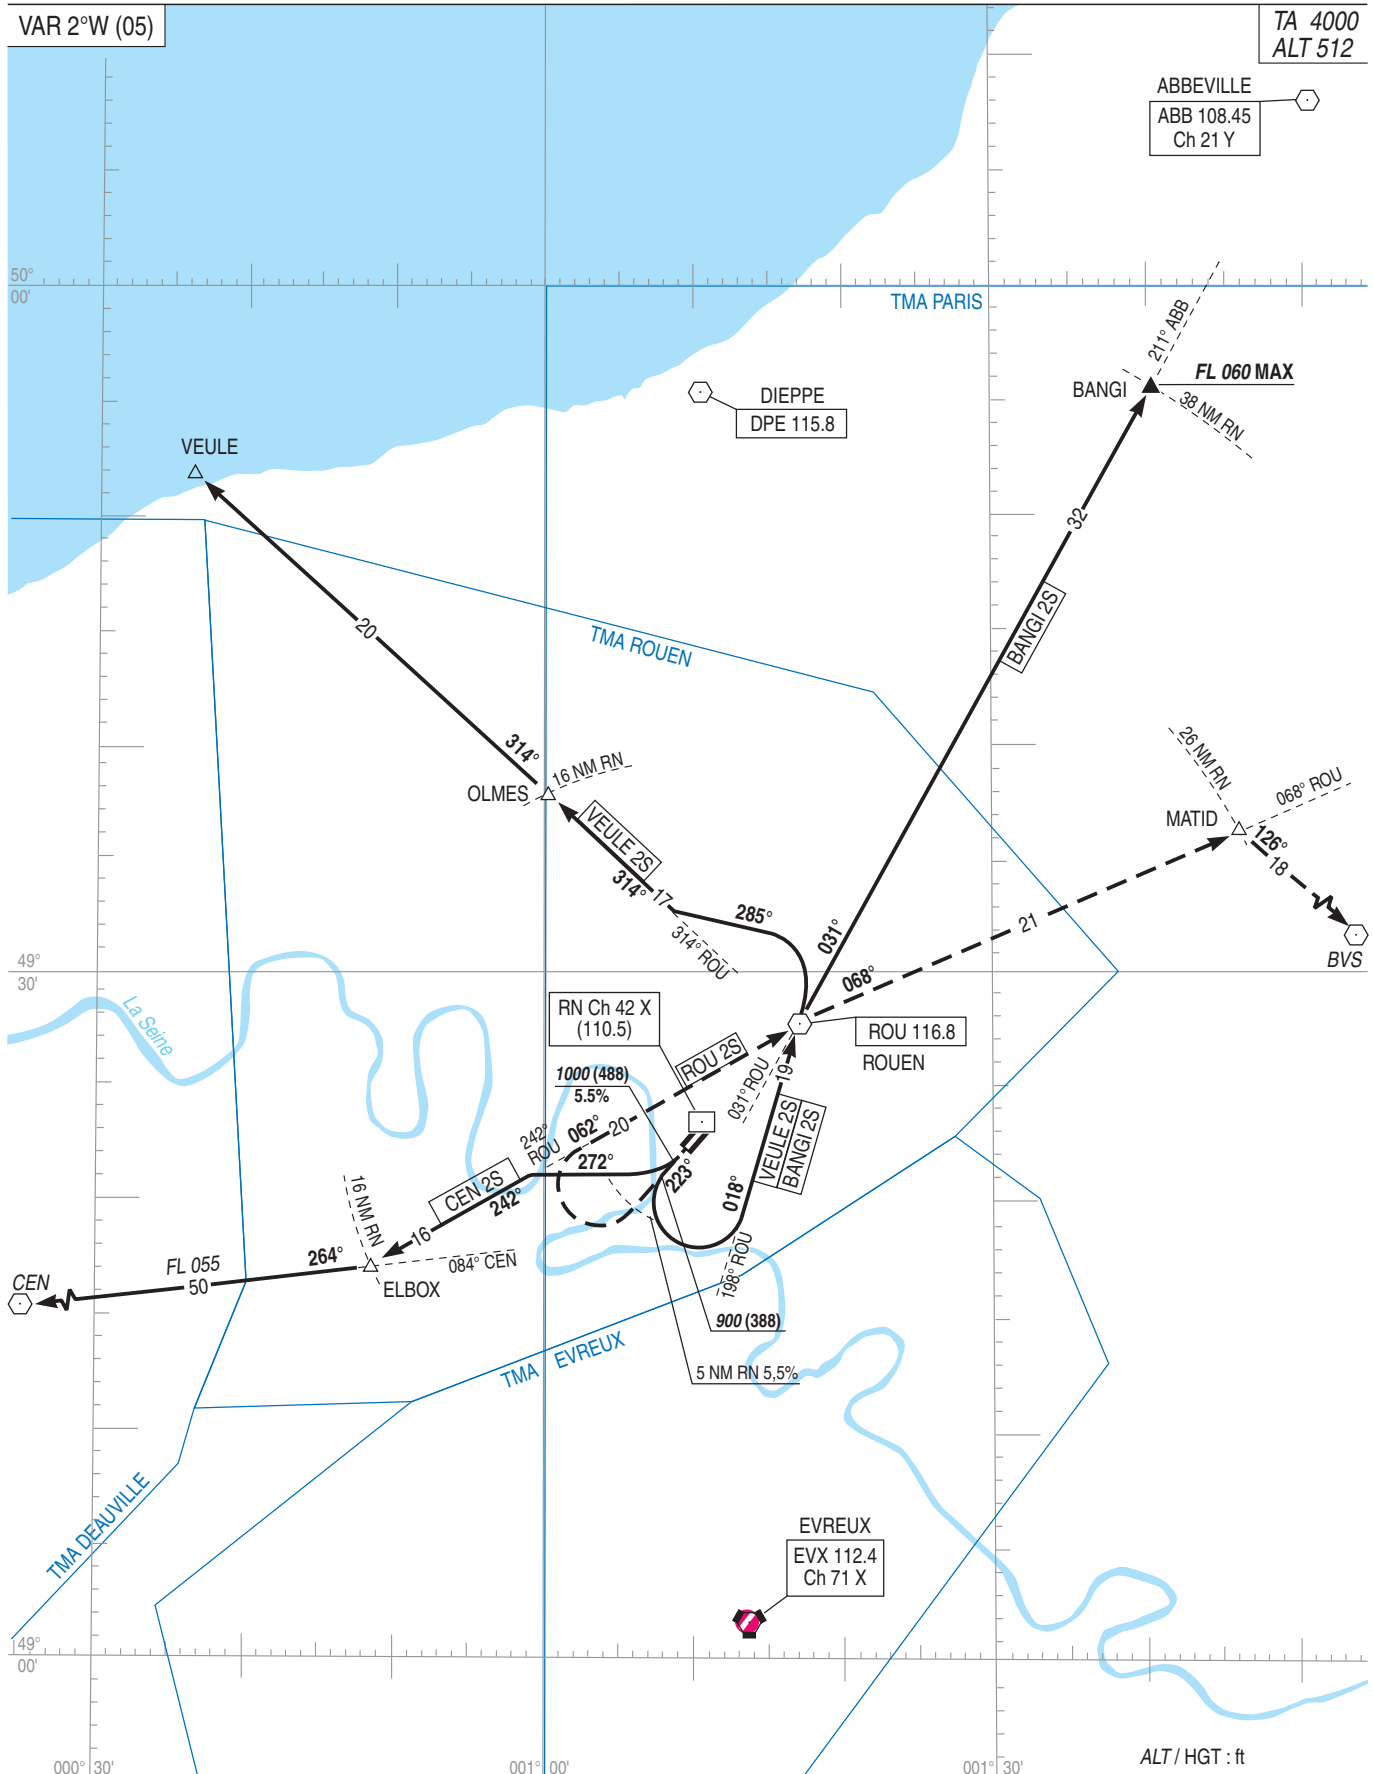 VAR 2°W (05)
TA 4000
ALT 512
ABBEVILLE
ABB 108.45
Ch 21 Y
50°
00'
TMA PARIS
211° ABB
FL 060 MAX
BANGI
38 NM RN
DIEPPE
DPE 115.8
VEULE
32
BANGI 2S
20
TMA ROUEN
314°
16 NM RN
OLMES
26 NM RN
068° ROU
MATID
126°
18
VEULE 2S
314°
17
285°
031°
21
314° ROU
BVS
49°
30'
068°
La Seine
RN Ch 42 X
(110.5)
ROU 116.8
ROUEN
ROU 2S
1000 (488)
5.5%
031° ROU
19
062°
20
242°
ROU
VEULE 2S
BANGI 2S
272°
223°
CEN 2S
242°
018°
16 NM RN
16
198° ROU
264°
FL 055
50
084° CEN
CEN
ELBOX
900 (388)
TMA EVREUX
5 NM RN 5,5%
TMA DEAUVILLE
EVREUX
EVX 112.4
Ch 71 X
49°
00'
ALT / HGT : ft
000° 30'
001° 00'
001° 30'